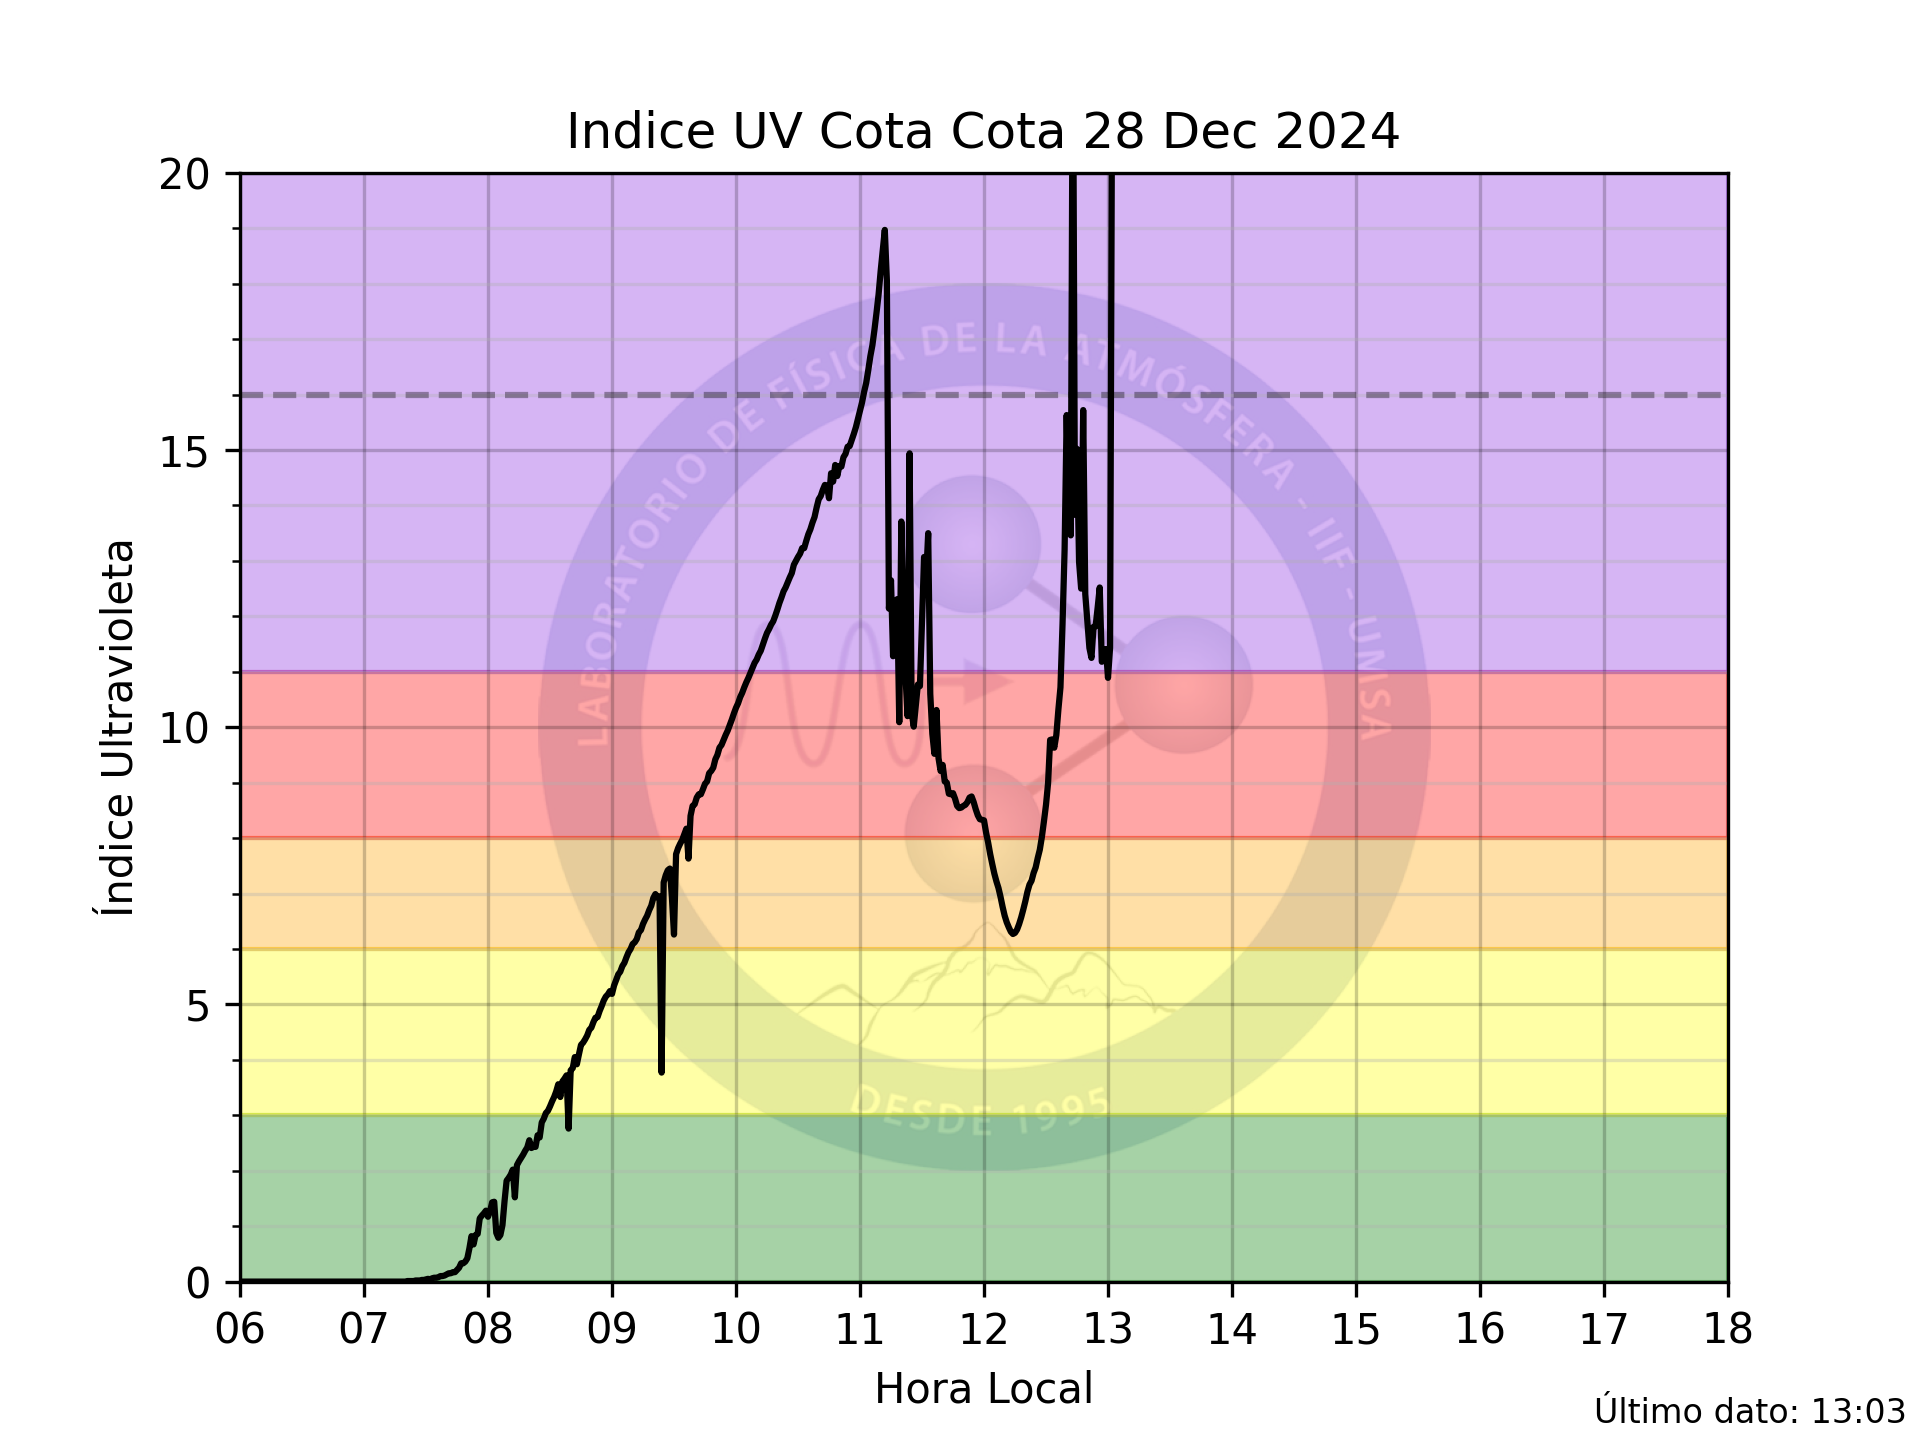 Indice UV Cota Cota 28 Dec 2024
20
15
10
5
0
Índice Ultravioleta
LABORATORIO DE FÍSICA DE LA ATMÓSFERA - IIF - UMSA
DESDE 1995
06 07 08 09 10 11 12 13 14 15 16 17 18
Hora Local
Último dato: 13:03